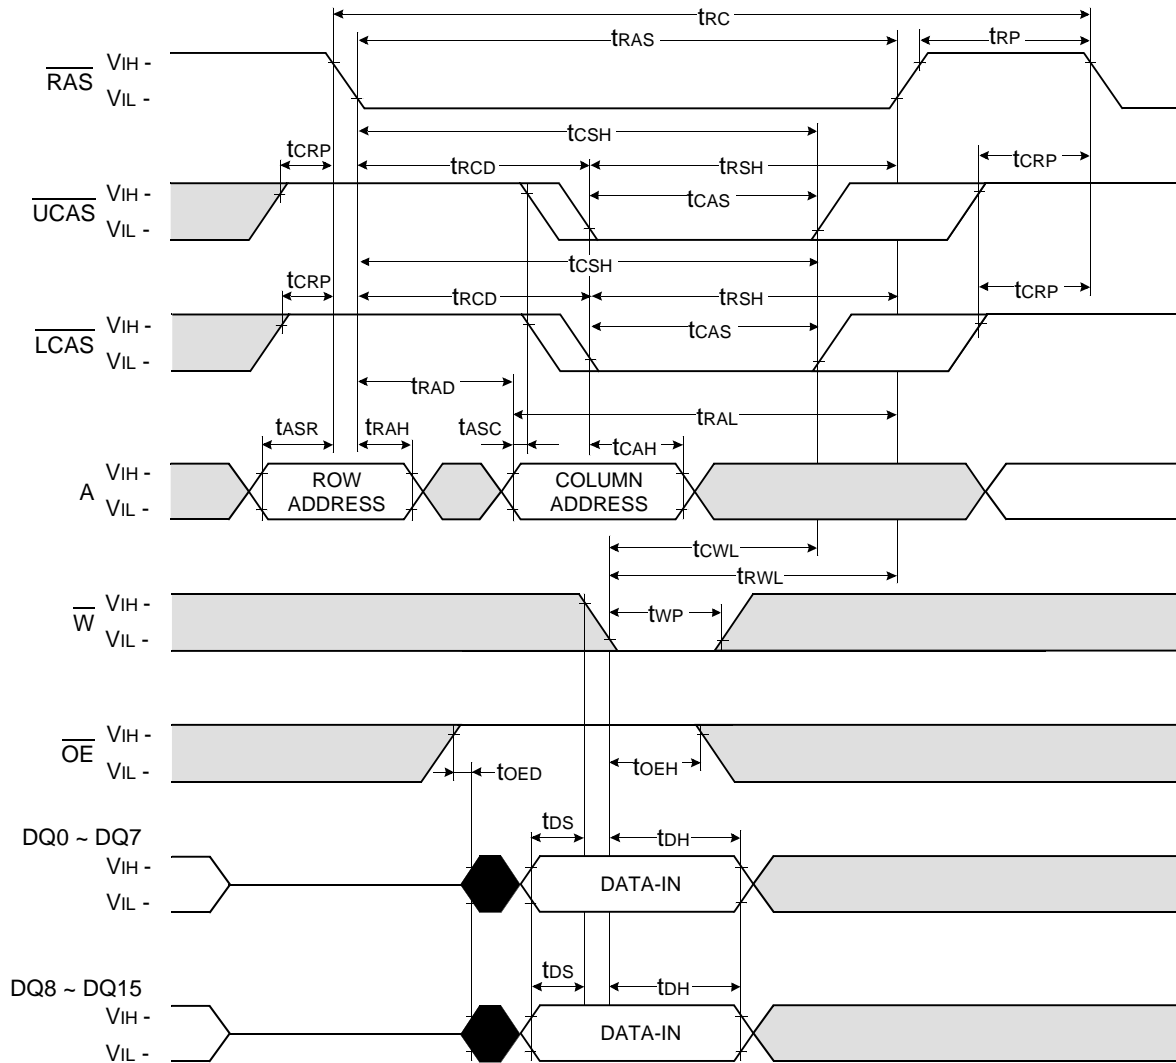 tRC
tRAS
tRP
RAS
VIH -
VIL -
tCSH
tCRP
tRCD
tRSH
tCRP
UCAS
VIH -
VIL -
tCAS
tCSH
tCRP
tRCD
tRSH
tCRP
LCAS
VIH -
VIL -
tCAS
tRAD
tRAL
tASR
tRAH
tASC
tCAH
A
VIH -
VIL -
ROW
ADDRESS
COLUMN
ADDRESS
tCWL
tRWL
W
VIH -
VIL -
tWP
OE
VIH -
VIL -
tOED
tOEH
DQ0 ~ DQ7
VIH -
VIL -
tDS
tDH
DATA-IN
DQ8 ~ DQ15
VIH -
VIL -
tDS
tDH
DATA-IN